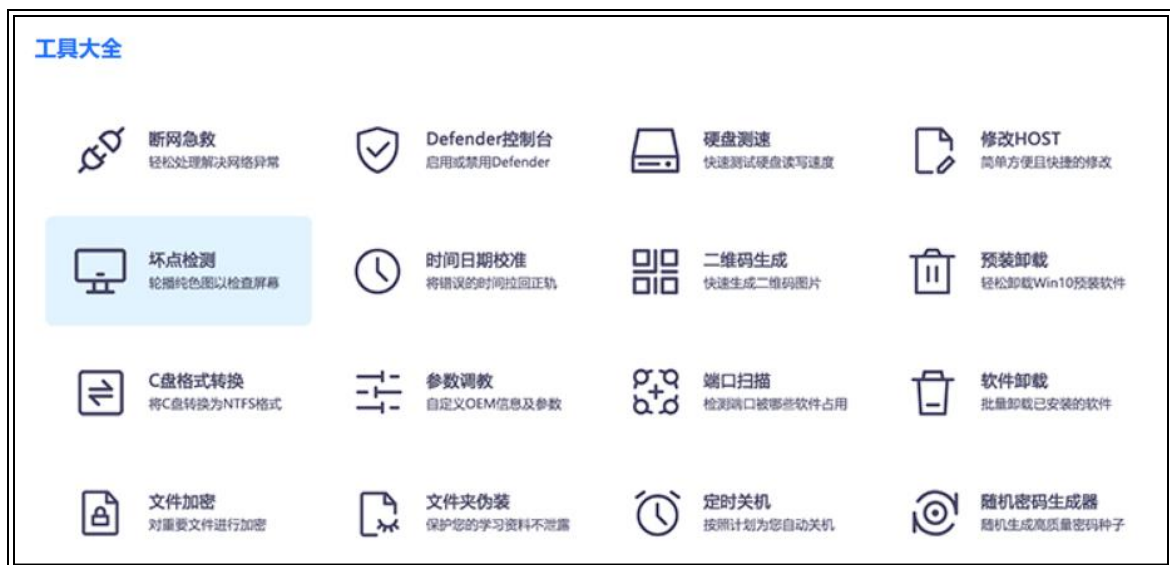 工具大全
断网急救
轻松处理解决网络异常
Defender控制台
启用或禁用Defender
硬盘测速
快速测试硬盘读写速度
修改HOST
简单方便且快捷的修改
坏点检测
轮播纯色图以检查屏幕
时间日期校准
将错误的时间拉回正轨
二维码生成
快速生成二维码图片
预装卸载
轻松卸载Win10预装软件
C盘格式转换
将C盘转换为NTFS格式
参数调教
自定义OEM信息及参数
端口扫描
检测端口被哪些软件占用
软件卸载
批量卸载已安装的软件
文件加密
对重要文件进行加密
文件夹伪装
保护您的学习资料不泄露
定时关机
按照计划为您自动关机
随机密码生成器
随机生成高质量密码种子